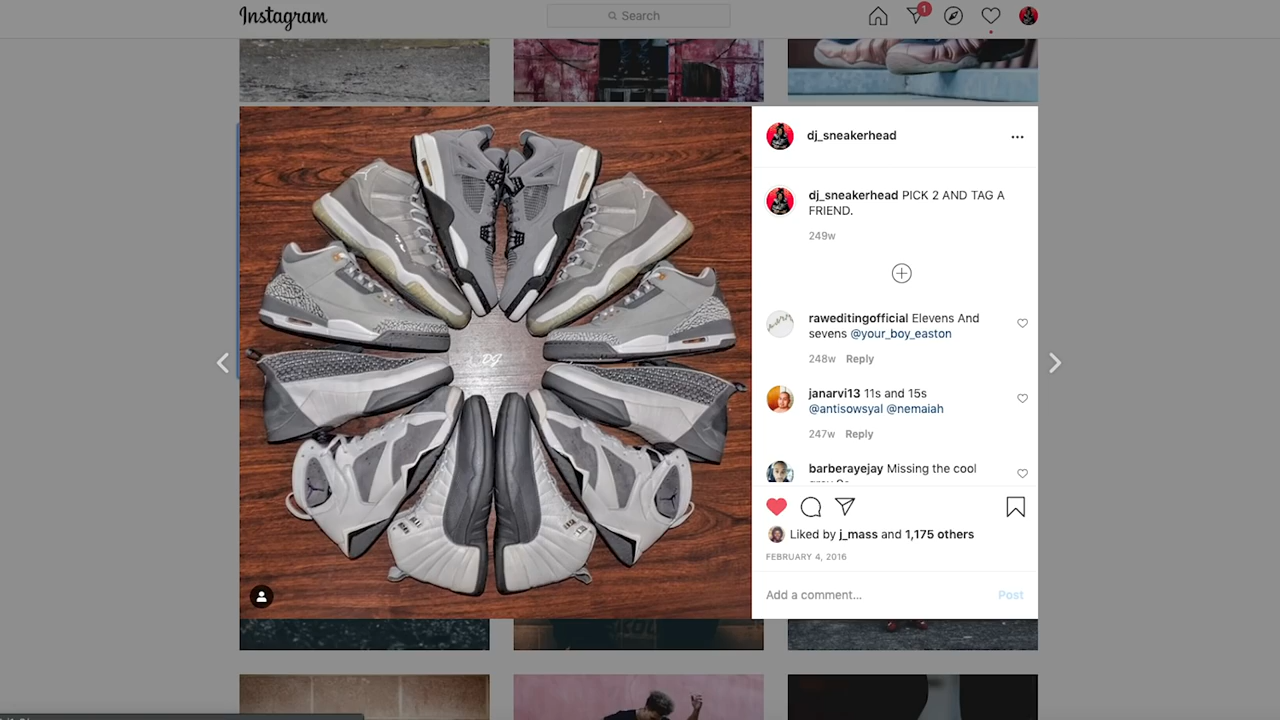 Instagram
Search
1
dj_sneakerhead
dj_sneakerhead PICK 2 AND TAG A
FRIEND.
249w
raweditingofficial Elevens And
sevens @your_boy_easton
248w Reply
janarvi13 11s and 15s
@antisowsyal @nemaiah
247w Reply
barberayejay Missing the cool
DJ
Liked by j_mass and 1,175 others
FEBRUARY 4, 2016
Add a comment...
Post